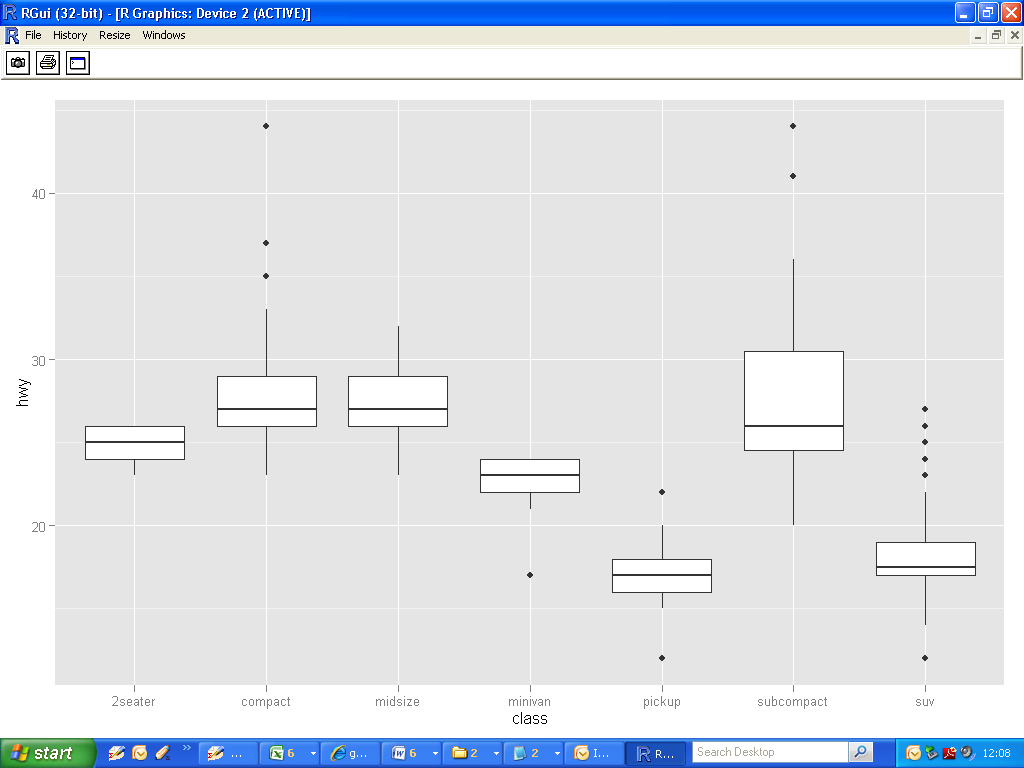 RGui (32-bit) - [R Graphics: Device 2 (ACTIVE)]
File History Resize Windows
40
30
20
hwy
2seater compact midsize minivan pickup subcompact suv
class
start ... 6 g... 6 2 2 I... R... Search Desktop 12:08